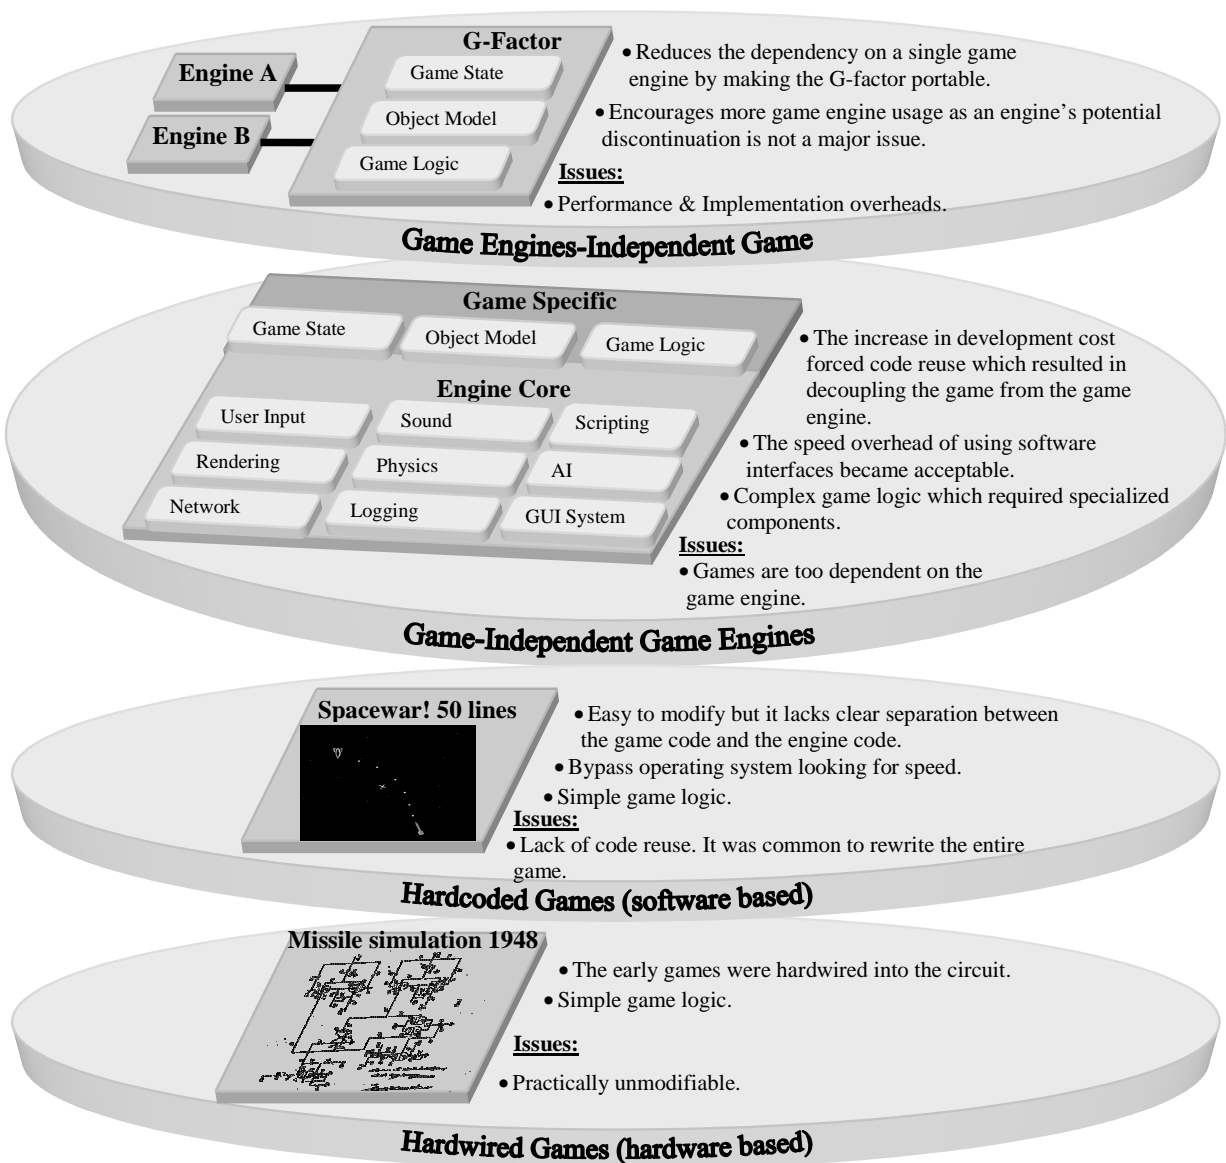 G-Factor
Engine A
Engine B
Game State
Object Model
Game Logic
• Reduces the dependency on a single game
engine by making the G-factor portable.
• Encourages more game engine usage as an engine's potential
discontinuation is not a major issue.
Issues:
• Performance & Implementation overheads.
Game Engines-Independent Game
Game Specific
Game State
Object Model
Game Logic
Engine Core
User Input
Sound
Scripting
Rendering
Physics
AI
Network
Logging
GUI System
• The increase in development cost
forced code reuse which resulted in
decoupling the game from the game
engine.
• The speed overhead of using software
interfaces became acceptable.
• Complex game logic which required specialized
components.
Issues:
• Games are too dependent on the
game engine.
Game-Independent Game Engines
Spacewar! 50 lines
• Easy to modify but it lacks clear separation between
the game code and the engine code.
• Bypass operating system looking for speed.
• Simple game logic.
Issues:
• Lack of code reuse. It was common to rewrite the entire
game.
Hardcoded Games (software based)
Missile simulation 1948
• The early games were hardwired into the circuit.
• Simple game logic.
Issues:
• Practically unmodifiable.
Hardwired Games (hardware based)